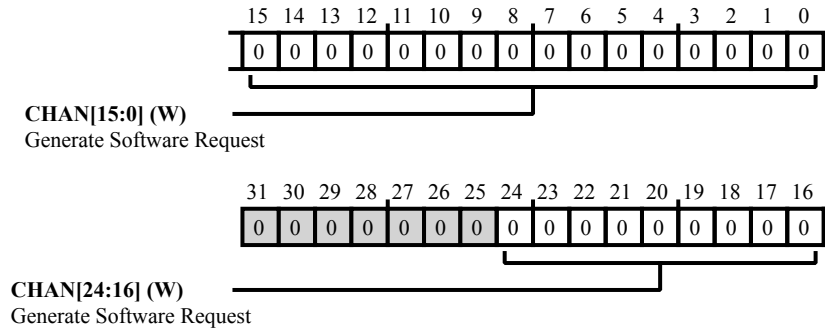 15 14 13 12 11 10 9 8 7 6 5 4 3 2 1 0
0 0 0 0 0 0 0 0 0 0 0 0 0 0 0 0
CHAN[15:0] (W)
Generate Software Request
31 30 29 28 27 26 25 24 23 22 21 20 19 18 17 16
0 0 0 0 0 0 0 0 0 0 0 0 0 0 0 0
CHAN[24:16] (W)
Generate Software Request